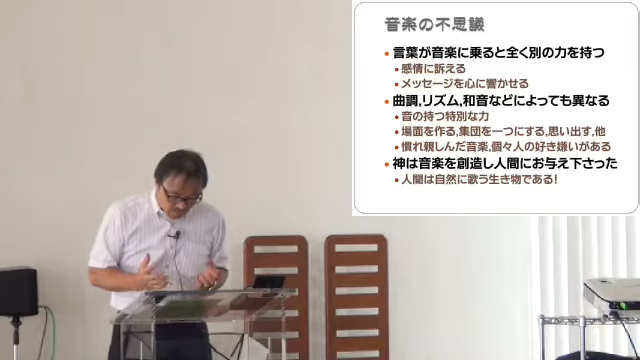 音楽の不思議
• 言葉が音楽に乗ると全く別の力を持つ
• 感情に訴える
• メッセージを心に響かせる
• 曲調,リズム,和音などによっても異なる
• 音の持つ特別な力
• 場面を作る,集団を一つにする,思い出す,他
• 慣れ親しんだ音楽,個々人の好き嫌いがある
• 神は音楽を創造し人間にお与え下さった
• 人間は自然に歌う生き物である!